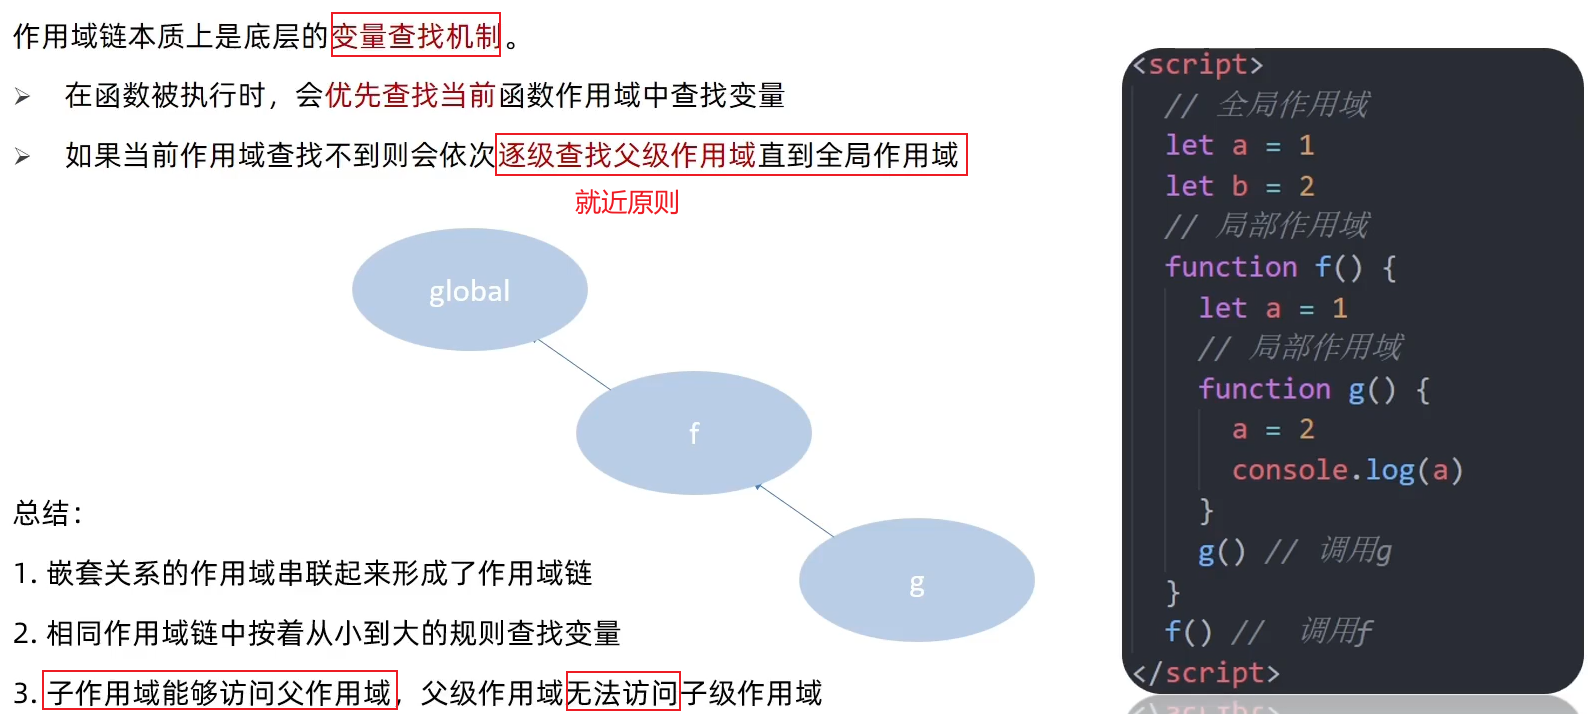 作用域链本质上是底层的变量查找机制。
➢ 在函数被执行时，会优先查找当前函数作用域中查找变量
➢ 如果当前作用域查找不到则会依次逐级查找父级作用域直到全局作用域
就近原则
global
f
g
总结：
1. 嵌套关系的作用域串联起来形成了作用域链
2. 相同作用域链中按着从小到大的规则查找变量
3. 子作用域能够访问父作用域，父级作用域无法访问子级作用域
<script>
// 全局作用域
let a = 1
let b = 2
// 局部作用域
function f() {
let a = 1
// 局部作用域
function g() {
a = 2
console.log(a)
}
g() // 调用g
}
f() // 调用f
</script>